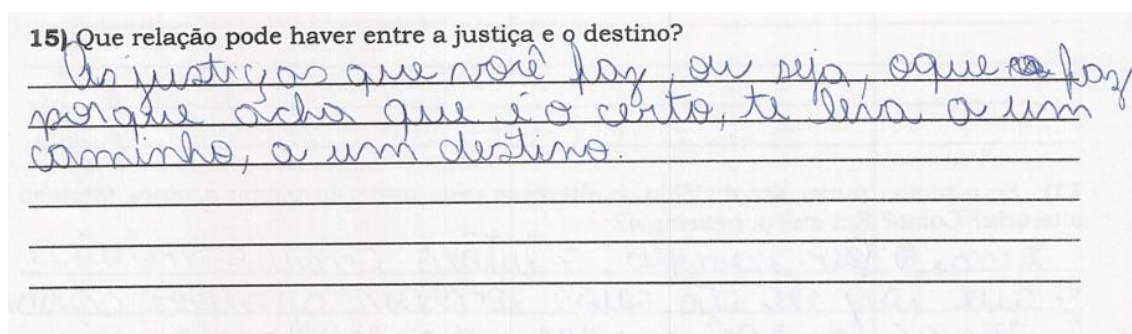 15) Que relação pode haver entre a justiça e o destino?
As justiças que você faz ou seja, oque faz
porque acha que é o certo, te leva a um
caminho, a um destino.